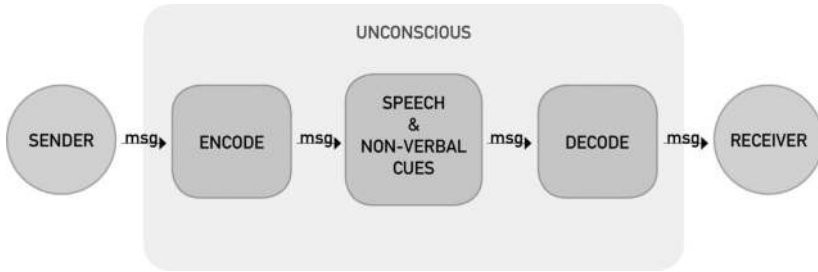 UNCONSCIOUS
SENDER
msg
ENCODE
msg
SPEECH
&
NON-VERBAL
CUES
msg
DECODE
msg
RECEIVER